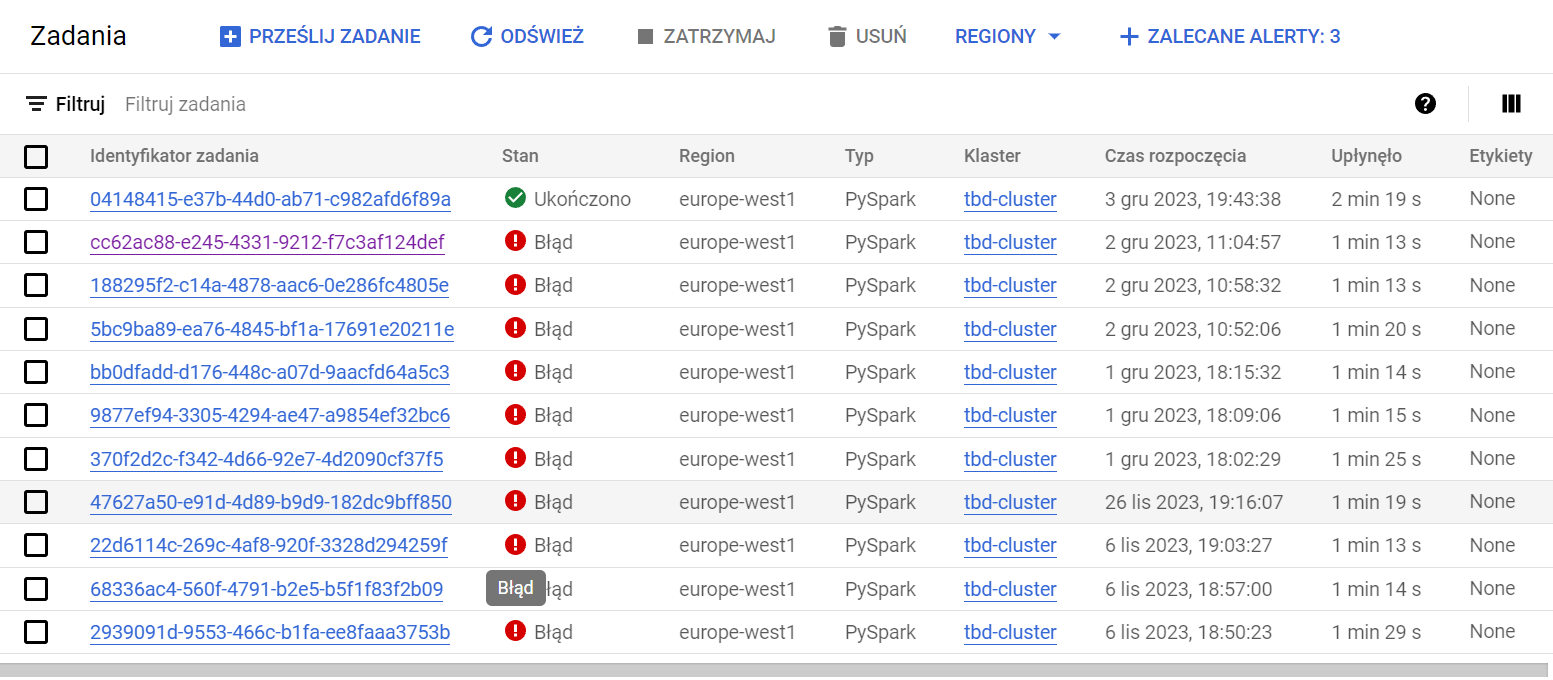 Zadania PRZEŚLIJ ZADANIE ODŚWIEŻ ZATRZYMAJ USUŃ REGIONY ZALECANE ALERTY: 3
Filtruj Filtruj zadania
Identyfikator zadania Stan Region Typ Klaster Czas rozpoczęcia Upłynęło Etykiety
04148415-e37b-44d0-ab71-c982afd6f89a Ukończono europe-west1 PySpark tbd-cluster 3 gru 2023, 19:43:38 2 min 19 s None
cc62ac88-e245-4331-9212-f7c3af124def Błąd europe-west1 PySpark tbd-cluster 2 gru 2023, 11:04:57 1 min 13 s None
188295f2-c14a-4878-aac6-0e286fc4805e Błąd europe-west1 PySpark tbd-cluster 2 gru 2023, 10:58:32 1 min 13 s None
5bc9ba89-ea76-4845-bf1a-17691e20211e Błąd europe-west1 PySpark tbd-cluster 2 gru 2023, 10:52:06 1 min 20 s None
bb0dfadd-d176-448c-a07d-9aacfd64a5c3 Błąd europe-west1 PySpark tbd-cluster 1 gru 2023, 18:15:32 1 min 14 s None
9877ef94-3305-4294-ae47-a9854ef32bc6 Błąd europe-west1 PySpark tbd-cluster 1 gru 2023, 18:09:06 1 min 15 s None
370f2d2c-f342-4d66-92e7-4d2090cf37f5 Błąd europe-west1 PySpark tbd-cluster 1 gru 2023, 18:02:29 1 min 25 s None
47627a50-e91d-4d89-b9d9-182dc9bff850 Błąd europe-west1 PySpark tbd-cluster 26 lis 2023, 19:16:07 1 min 19 s None
22d6114c-269c-4af8-920f-3328d294259f Błąd europe-west1 PySpark tbd-cluster 6 lis 2023, 19:03:27 1 min 13 s None
68336ac4-560f-4791-b2e5-b5f1f83f2b09 Błąd łąd europe-west1 PySpark tbd-cluster 6 lis 2023, 18:57:00 1 min 14 s None
2939091d-9553-466c-b1fa-ee8faaa3753b Błąd europe-west1 PySpark tbd-cluster 6 lis 2023, 18:50:23 1 min 29 s None